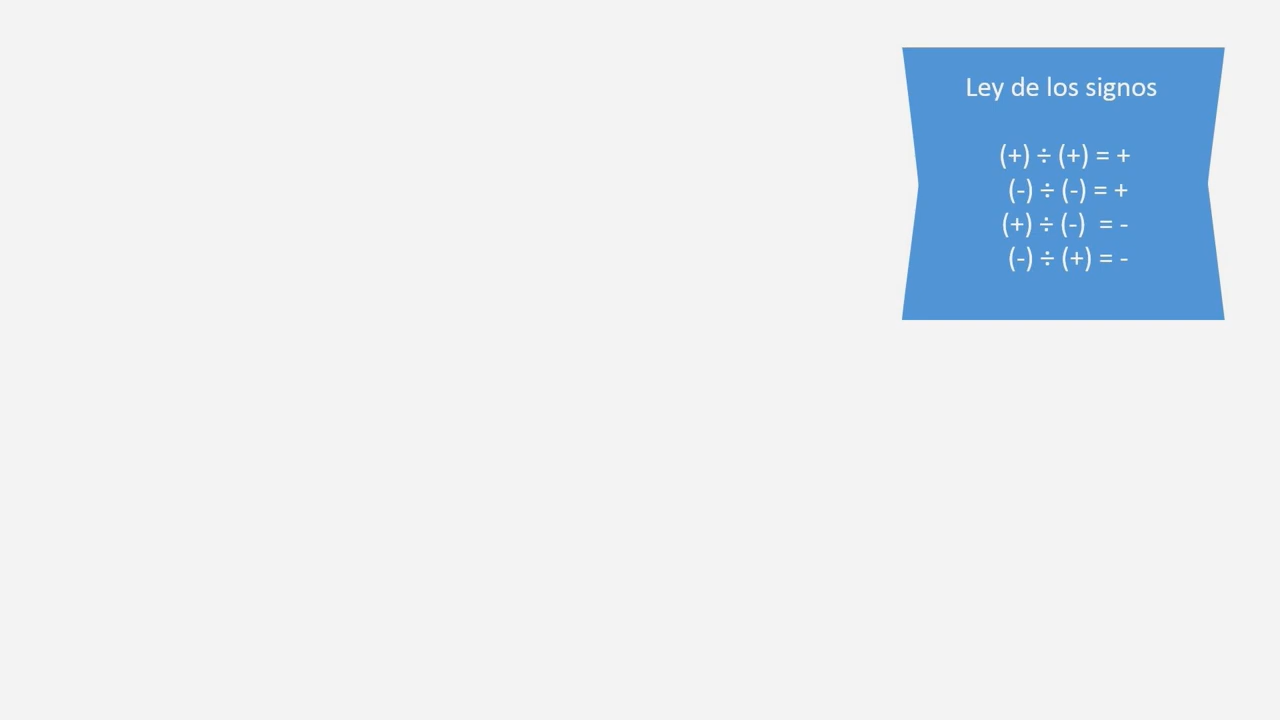 Ley de los signos
(+) ÷ (+) = +
(-) ÷ (-) = +
(+) ÷ (-)  = -
(-) ÷ (+) = -